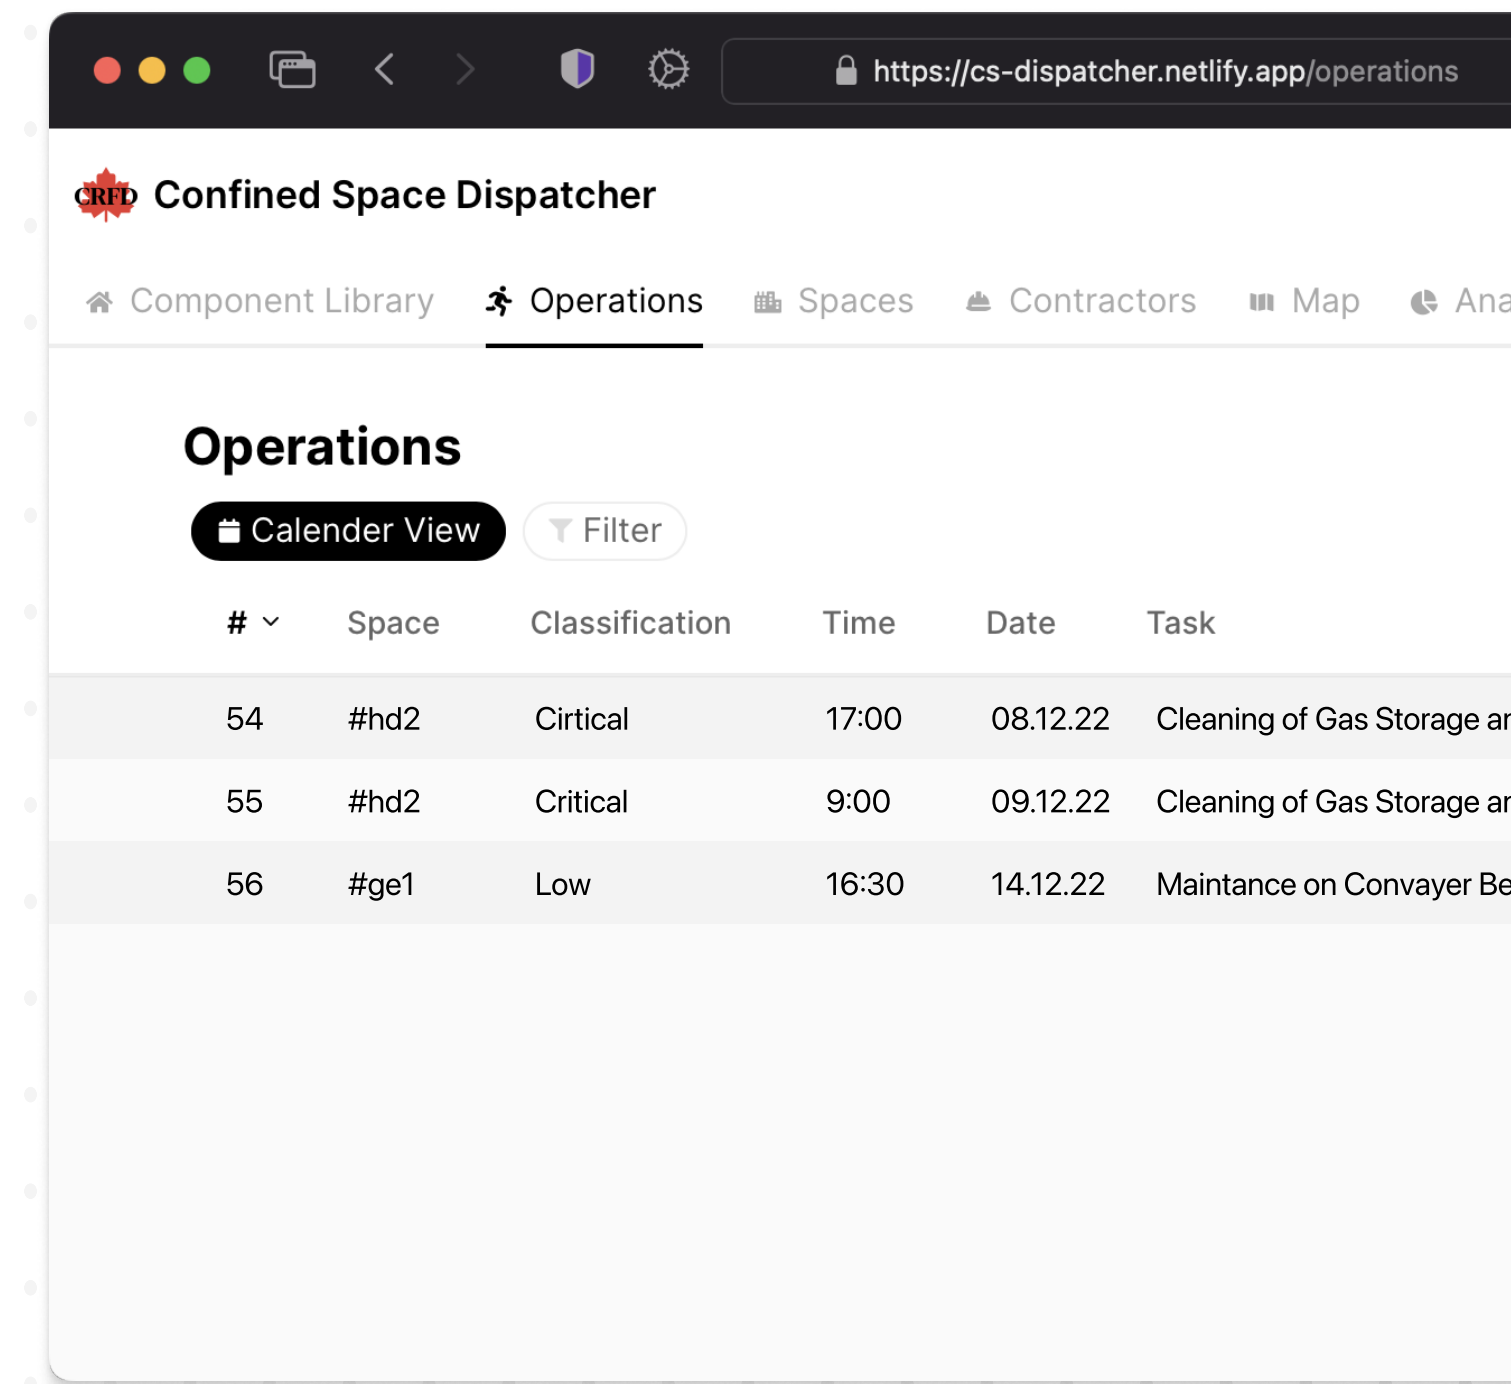 https://cs-dispatcher.netlify.app/operations
CRFD Confined Space Dispatcher
Component Library Operations Spaces Contractors Map
Operations
Calender View Filter
# Space Classification Time Date Task
54 #hd2 Cirtical 17:00 08.12.22 Cleaning of Gas Storage
55 #hd2 Critical 9:00 09.12.22 Cleaning of Gas Storage
56 #ge1 Low 16:30 14.12.22 Maintance on Convayer